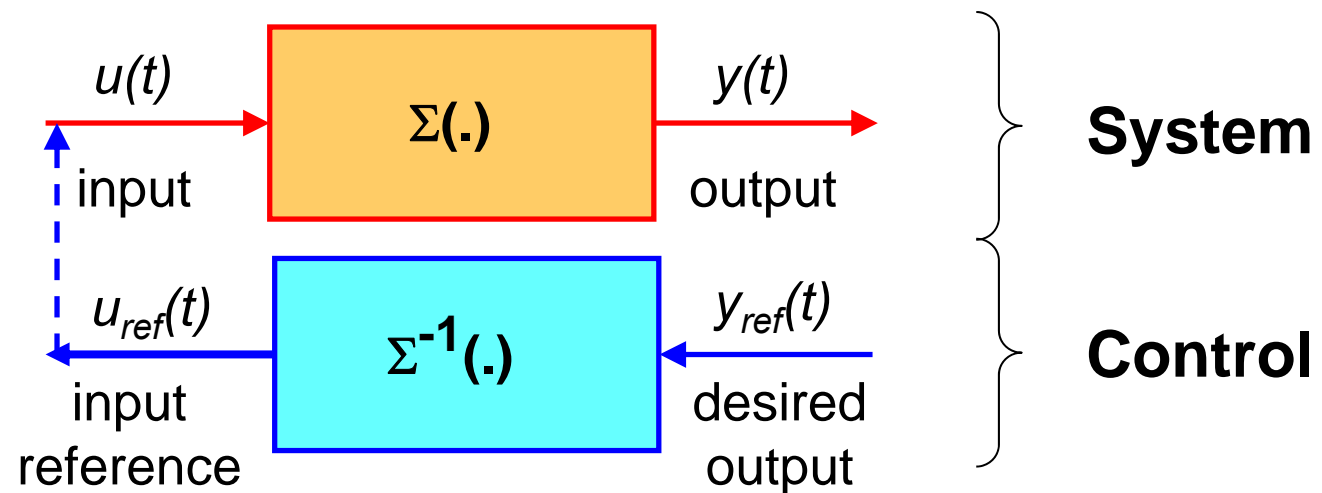 u(t)
Σ(.)
y(t)
System
input
output
u_ref(t)
Σ^-1(.)
y_ref(t)
Control
input
reference
desired
output